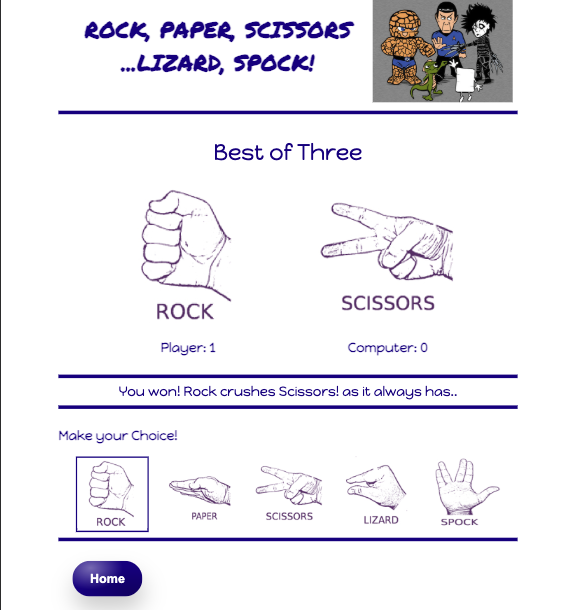 ROCK, PAPER, SCISSORS
...LIZARD, SPOCK!
Best of Three
ROCK
SCISSORS
Player: 1
Computer: 0
You won! Rock crushes Scissors! as it always has..
Make your Choice!
ROCK
PAPER
SCISSORS
LIZARD
SPOCK
Home